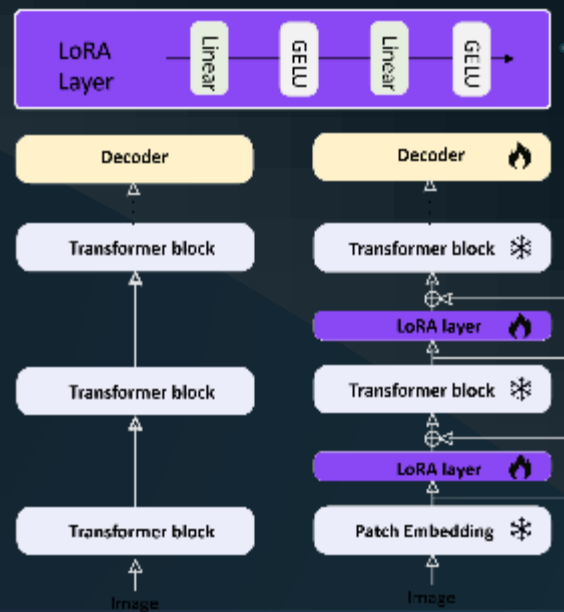 LoRA
Layer
Linear
GELU
Linear
GELU
Decoder
Transformer block
Transformer block
Transformer block
Image
Decoder
Transformer block
LoRA layer
Transformer block
LoRA layer
Patch Embedding
Image